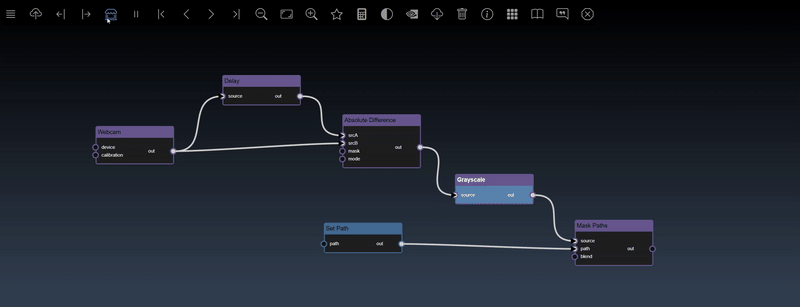 Delay
source out
Webcam
device
out
calibration
Absolute Difference
srcA
srcB
out
mask
mode
Grayscale
source out
Set Path
path out
Mask Paths
source
path out
blend